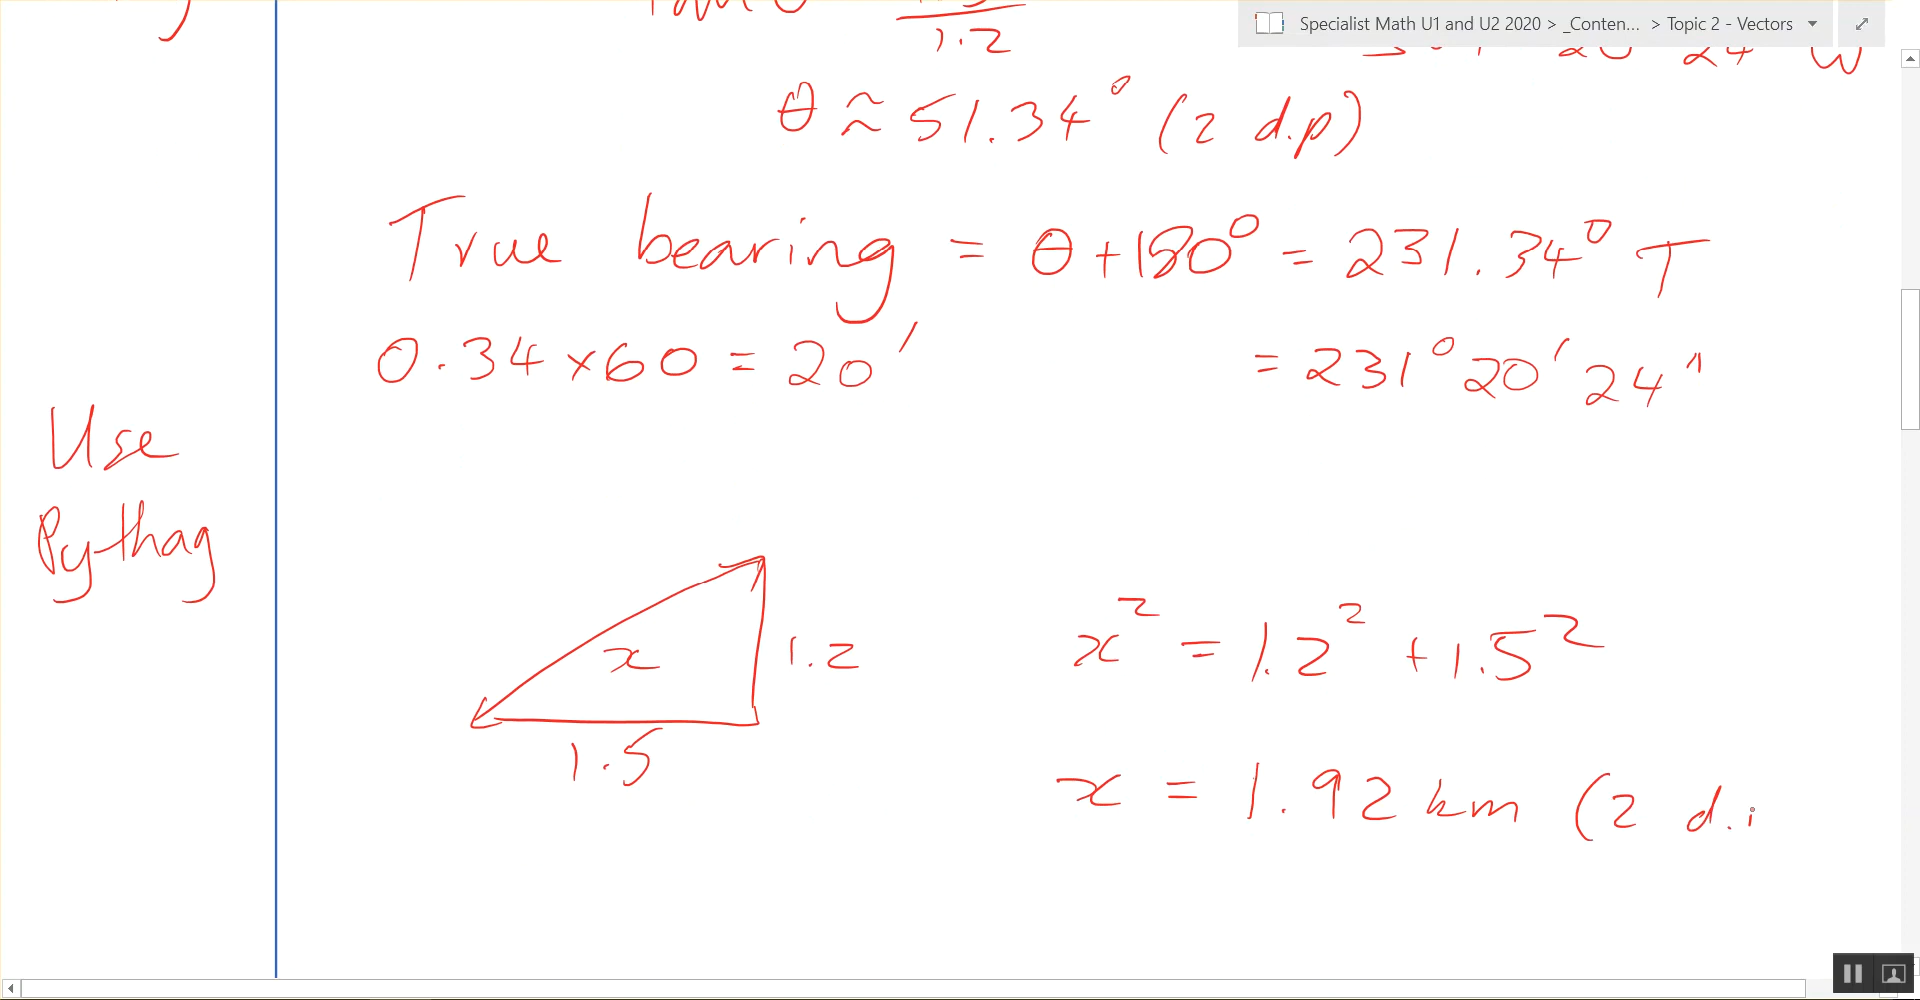 Specialist Math U1 and U2 2020 > _Conten... > Topic 2 - Vectors
1.2
θ ≈ 51.34° (2 d.p)
True bearing = θ + 180° = 231.34° T
0.34 × 60 = 20'
= 231° 20' 24"
Use
Pythag
x
1.2
1.5
x² = 1.2² + 1.5²
x = 1.92 km (2 d.